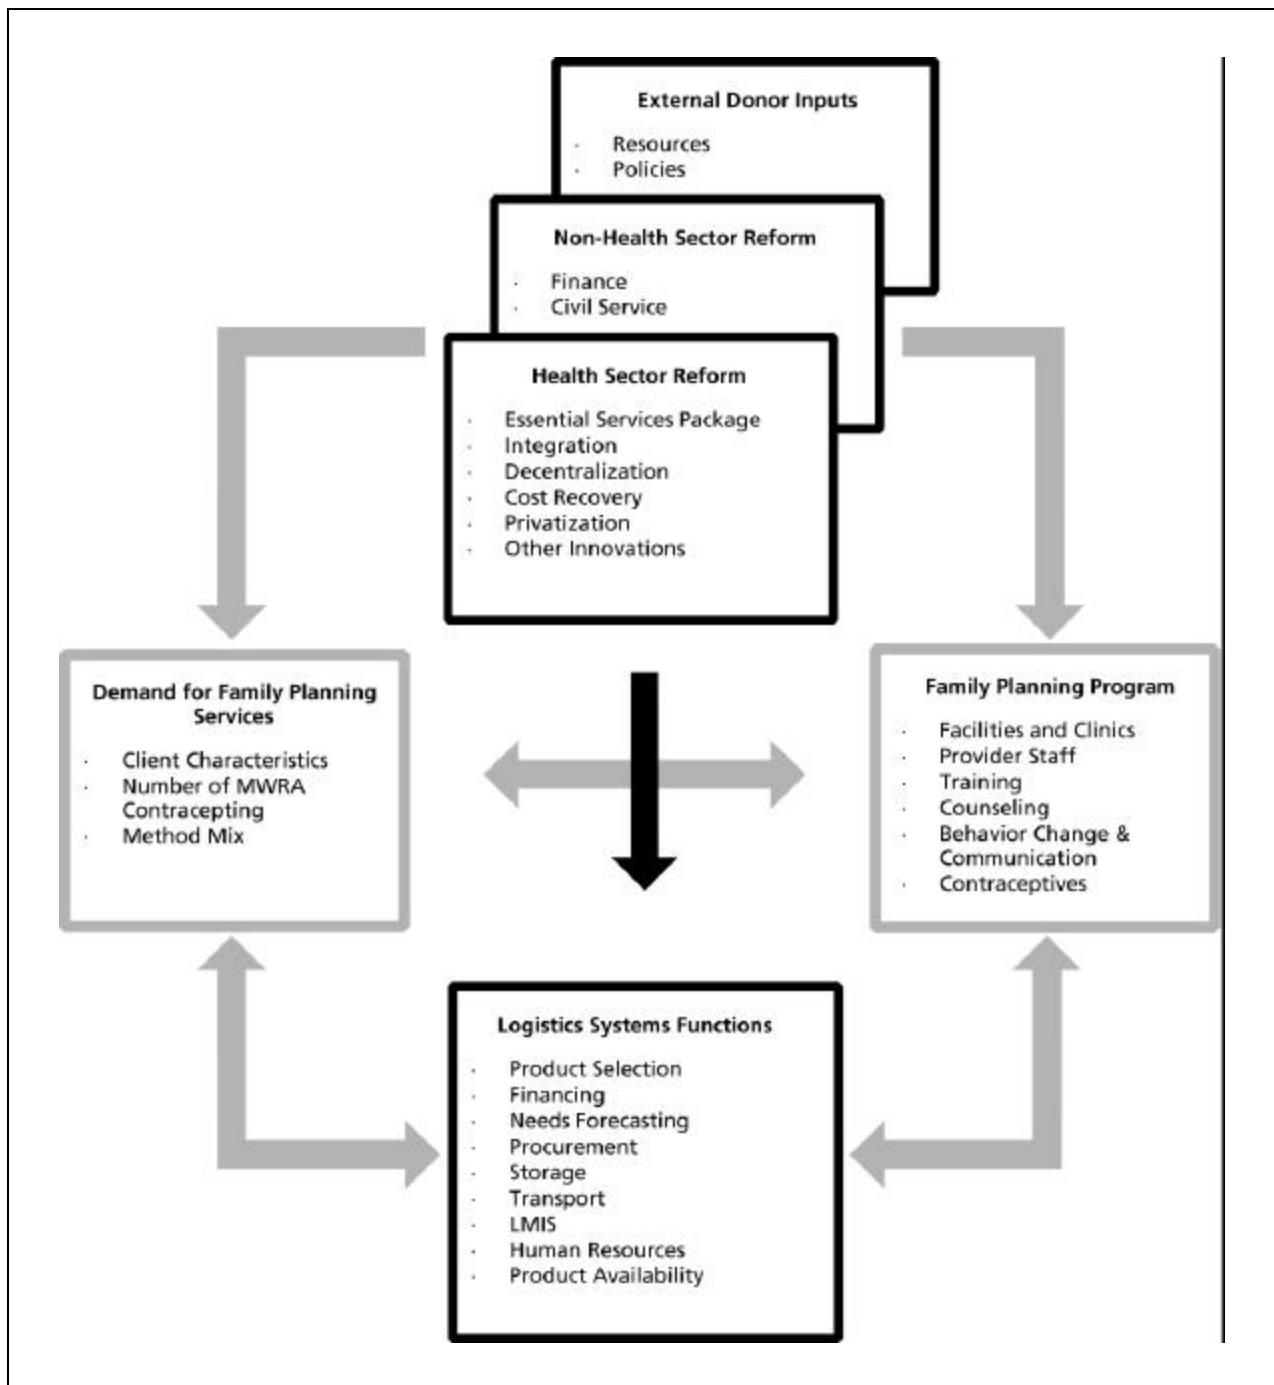 External Donor Inputs
· Resources
· Policies
Non-Health Sector Reform
· Finance
· Civil Service
Health Sector Reform
· Essential Services Package
· Integration
· Decentralization
· Cost Recovery
· Privatization
· Other Innovations
Demand for Family Planning
Services
· Client Characteristics
· Number of MWRA
Contracepting
· Method Mix
Family Planning Program
· Facilities and Clinics
· Provider Staff
· Training
· Counseling
· Behavior Change &
Communication
· Contraceptives
Logistics Systems Functions
· Product Selection
· Financing
· Needs Forecasting
· Procurement
· Storage
· Transport
· LMIS
· Human Resources
· Product Availability